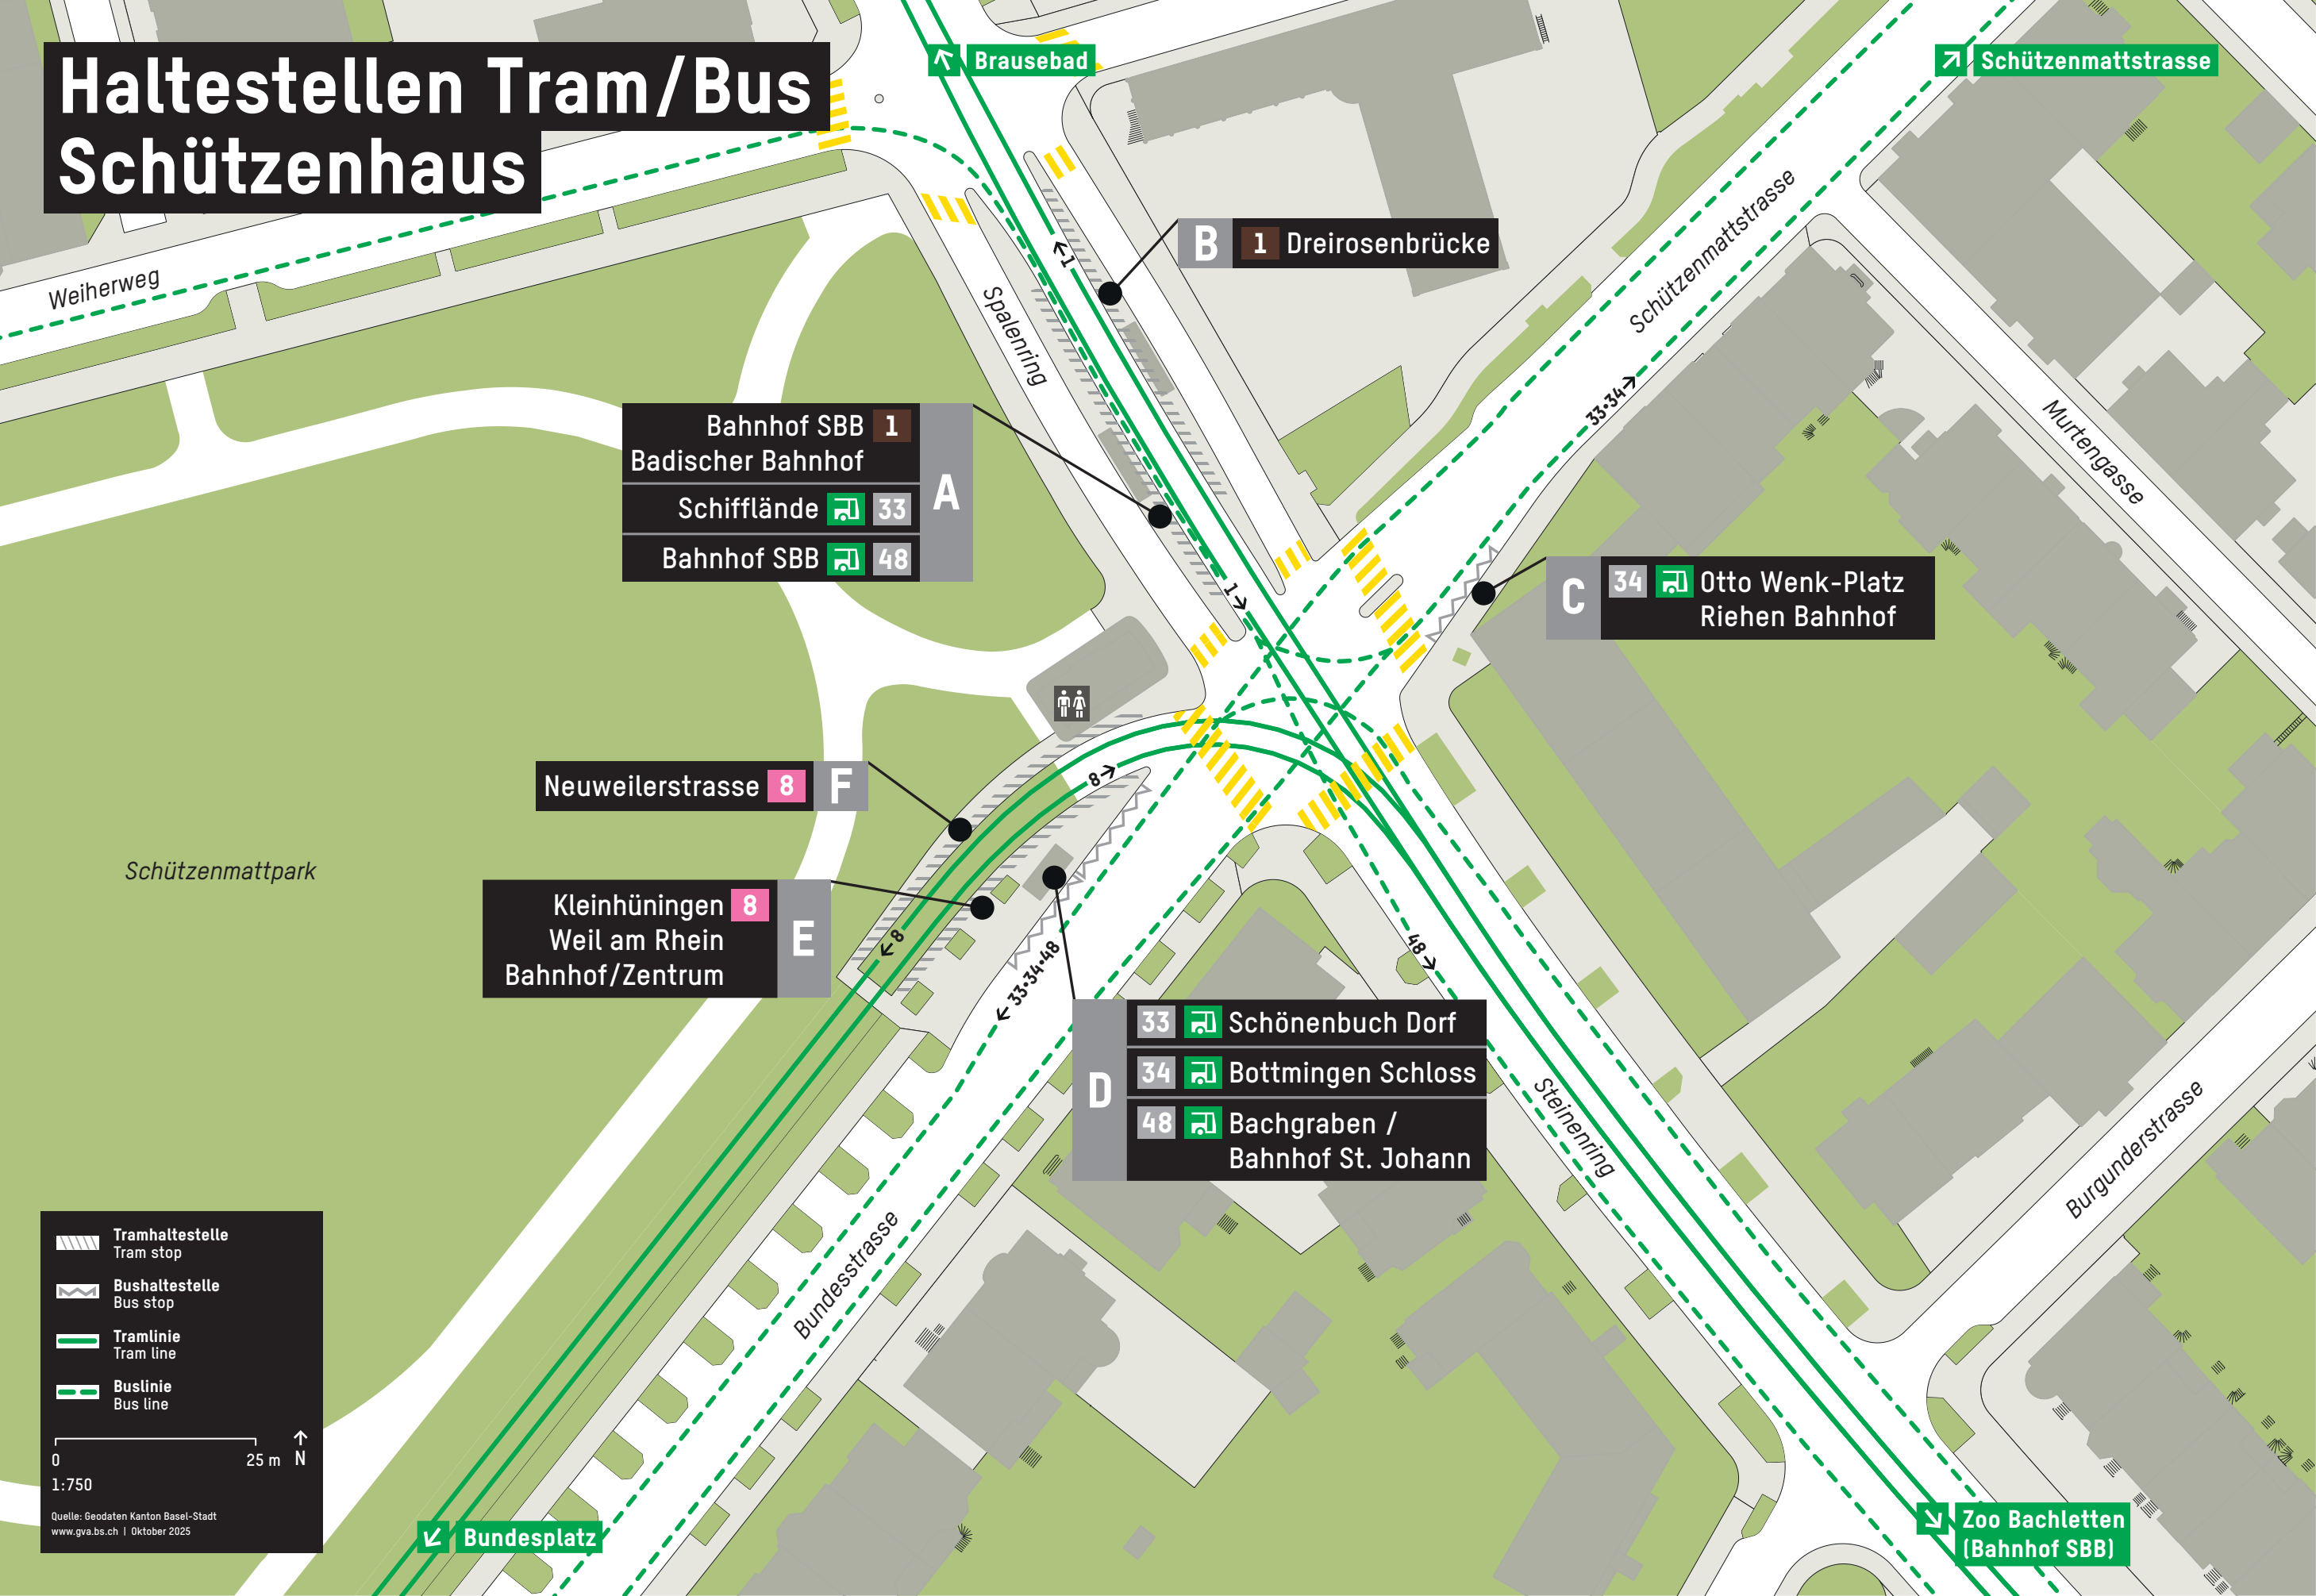 Haltestellen Tram/Bus
Schützenhaus
Brausebad
Schützenmattstrasse
Weiherweg
Spalenring
←1
B 1 Dreirosenbrücke
Schützenmattstrasse
33•34→
Murtengasse
Bahnhof SBB 1
Badischer Bahnhof
Schifflände 33
Bahnhof SBB 48
A
1→
C 34 Otto Wenk-Platz
Riehen Bahnhof
Neuweilerstrasse 8 F
8→
Schützenmattpark
Kleinhüningen 8
Weil am Rhein
Bahnhof/Zentrum
E
←8
←33•34•48
48→
D
33 Schönenbuch Dorf
34 Bottmingen Schloss
48 Bachgraben /
Bahnhof St. Johann
Steinenring
Burgunderstrasse
Bundesstrasse
Tramhaltestelle
Tram stop
Bushaltestelle
Bus stop
Tramlinie
Tram line
Buslinie
Bus line
0 25 m N
1:750
Quelle: Geodaten Kanton Basel-Stadt
www.gva.bs.ch | Oktober 2025
Bundesplatz
Zoo Bachletten
(Bahnhof SBB)